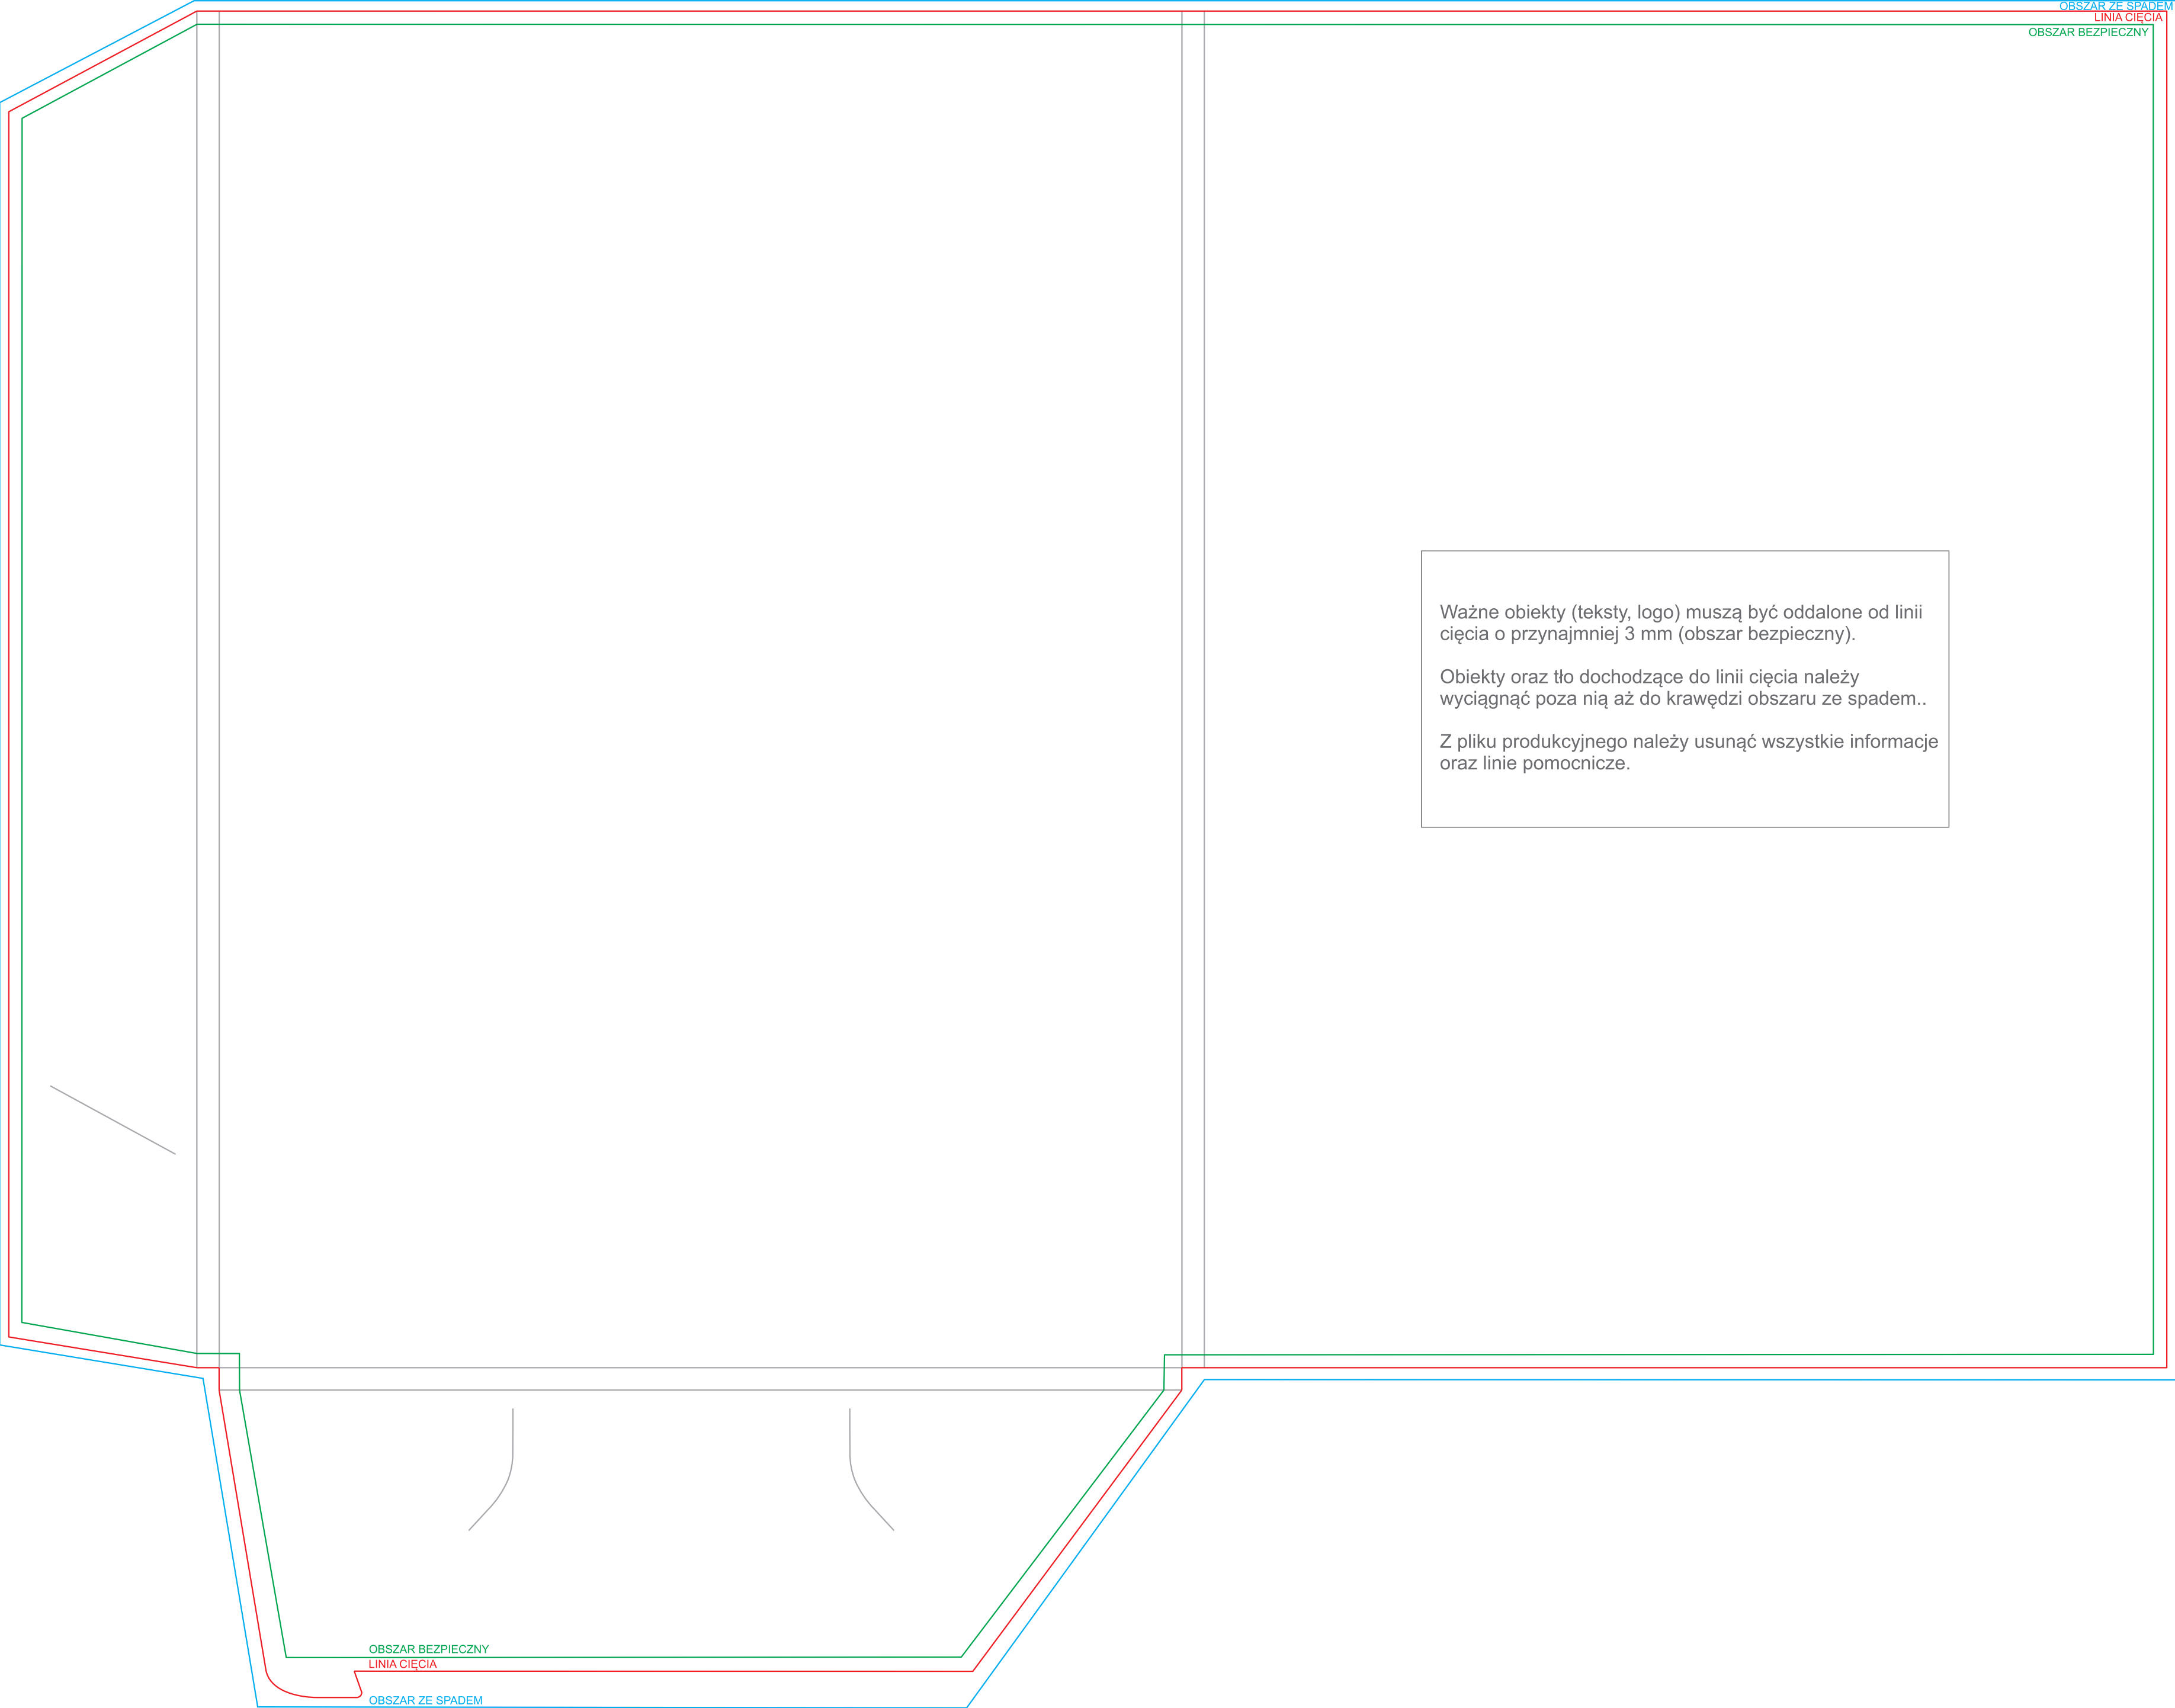 OBSZAR ZE SPADEM
LINIA CIĘCIA
OBSZAR BEZPIECZNY
Ważne obiekty (teksty, logo) muszą być oddalone od linii
cięcia o przynajmniej 3 mm (obszar bezpieczny).
Obiekty oraz tło dochodzące do linii cięcia należy
wyciągnąć poza nią aż do krawędzi obszaru ze spadem..
Z pliku produkcyjnego należy usunąć wszystkie informacje
oraz linie pomocnicze.
OBSZAR BEZPIECZNY
LINIA CIĘCIA
OBSZAR ZE SPADEM